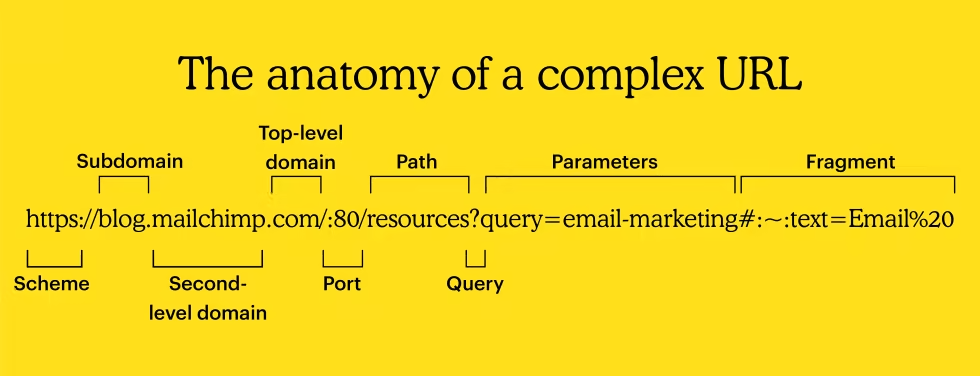 The anatomy of a complex URL
Top-level
domain
Subdomain
Path
Parameters
Fragment
https://blog.mailchimp.com/:80/resources?query=email-marketing#:~:text=Email%20
Scheme
Second-
level domain
Port
Query